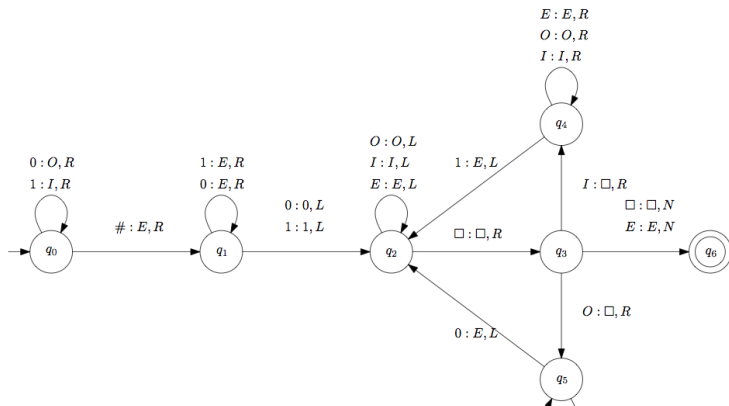 E : E, R
O : O, R
I : I, R
q₄
O : O, L
I : I, L
E : E, L
0 : O, R
1 : I, R
1 : E, R
0 : E, R
1 : E, L
I : □, R
0 : 0, L
1 : 1, L
□ : □, N
E : E, N
# : E, R
□ : □, R
q₀
q₁
q₂
q₃
q₆
O : □, R
0 : E, L
q₅